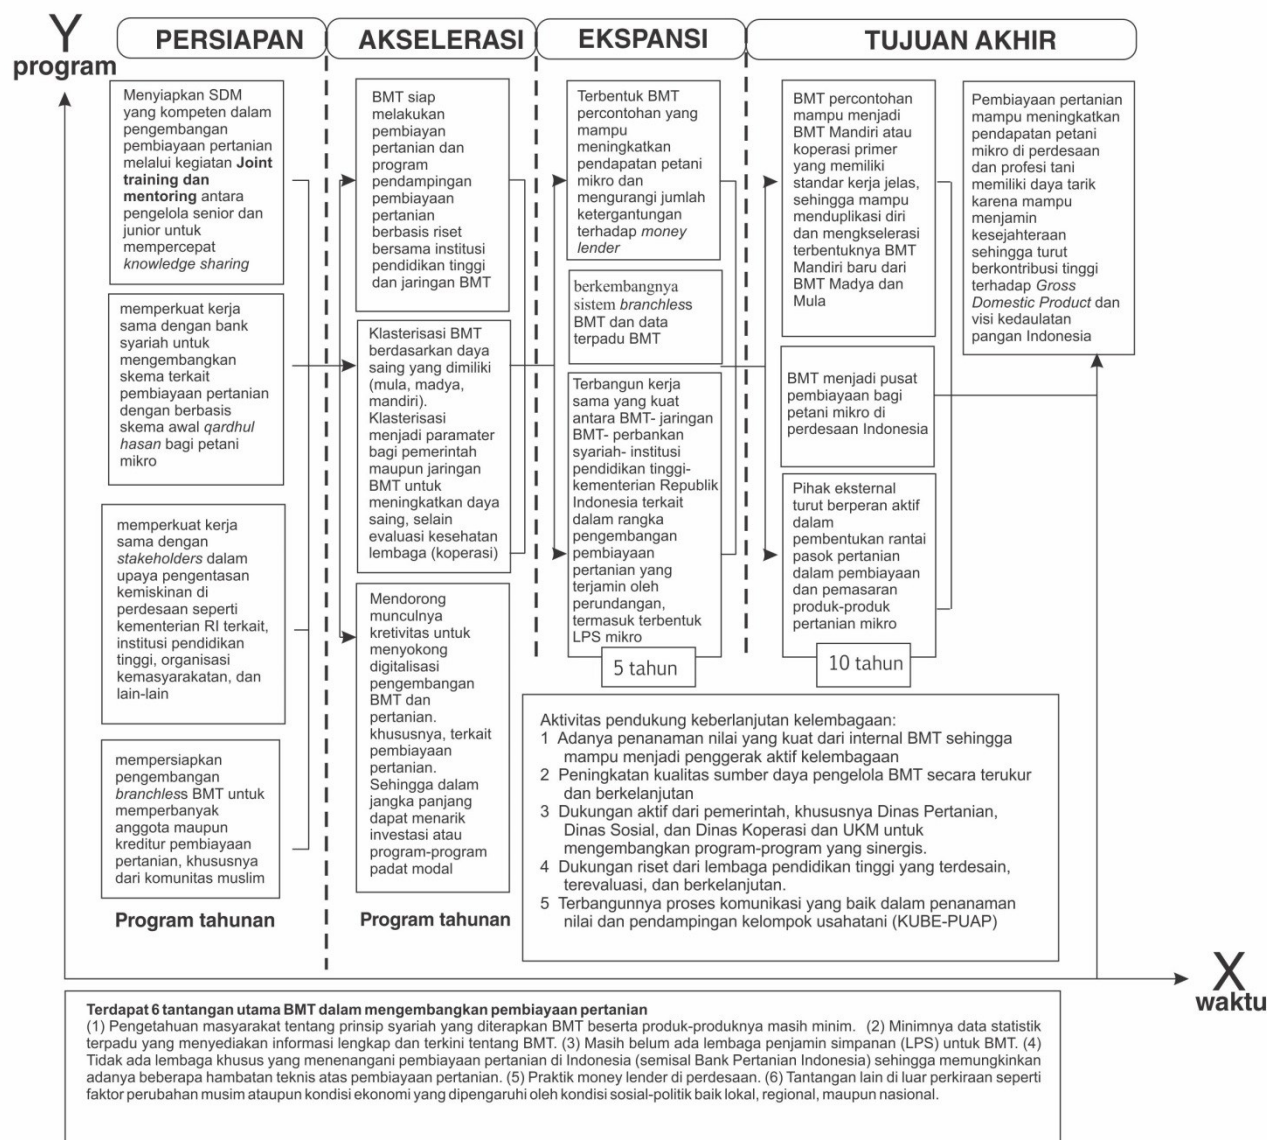 Y
program
PERSIAPAN
AKSELERASI
EKSPANSI
TUJUAN AKHIR
Menyiapkan SDM
yang kompeten dalam
pengembangan
pembiayaan pertanian
melalui kegiatan Joint
training dan
mentoring antara
pengelola senior dan
junior untuk
mempercepat
knowledge sharing
memperkuat kerja
sama dengan bank
syariah untuk
mengembangkan
skema terkait
pembiayaan pertanian
dengan berbasis
skema awal qardhul
hasan bagi petani
mikro
memperkuat kerja
sama dengan
stakeholders dalam
upaya pengentasan
kemiskinan di
perdesaan seperti
kementerian RI terkait,
institusi pendidikan
tinggi, organisasi
kemasyarakatan, dan
lain-lain
mempersiapkan
pengembangan
branchless BMT untuk
memperbanyak
anggota maupun
kreditur pembiayaan
pertanian, khususnya
dari komunitas muslim
Program tahunan
BMT siap
melakukan
pembiayan
pertanian dan
program
pendampingan
pembiayaan
pertanian
berbasis riset
bersama institusi
pendidikan tinggi
dan jaringan BMT
Klasterisasi BMT
berdasarkan daya
saing yang dimiliki
(mula, madya,
mandiri).
Klasterisasi
menjadi paramater
bagi pemerintah
maupun jaringan
BMT untuk
meningkatkan daya
saing, selain
evaluasi kesehatan
lembaga (koperasi)
Mendorong
munculnya
kretivitas untuk
menyokong
digitalisasi
pengembangan
BMT dan
pertanian.
khususnya, terkait
pembiayaan
pertanian.
Sehingga dalam
jangka panjang
dapat menarik
investasi atau
program-program
padat modal
Program tahunan
Terbentuk BMT
percontohan yang
mampu
meningkatkan
pendapatan petani
mikro dan
mengurangi jumlah
ketergantungan
terhadap money
lender
berkembangnya
sistem branchless
BMT dan data
terpadu BMT
Terbangun kerja
sama yang kuat
antara BMT- jaringan
BMT- perbankan
syariah- institusi
pendidikan tinggi-
kementerian Republik
Indonesia terkait
dalam rangka
pengembangan
pembiayaan
pertanian yang
terjamin oleh
perundangan,
termasuk terbentuk
LPS mikro
5 tahun
BMT percontohan
mampu menjadi
BMT Mandiri atau
koperasi primer
yang memiliki
standar kerja jelas,
sehingga mampu
menduplikasi diri
dan mengkselerasi
terbentuknya BMT
Mandiri baru dari
BMT Madya dan
Mula
BMT menjadi pusat
pembiayaan bagi
petani mikro di
perdesaan Indonesia
Pihak eksternal
turut berperan aktif
dalam
pembentukan rantai
pasok pertanian
dalam pembiayaan
dan pemasaran
produk-produk
pertanian mikro
10 tahun
Pembiayaan pertanian
mampu meningkatkan
pendapatan petani
mikro di perdesaan
dan profesi tani
memiliki daya tarik
karena mampu
menjamin
kesejahteraan
sehingga turut
berkontribusi tinggi
terhadap Gross
Domestic Product dan
visi kedaulatan
pangan Indonesia
Aktivitas pendukung keberlanjutan kelembagaan:
1 Adanya penanaman nilai yang kuat dari internal BMT sehingga
mampu menjadi penggerak aktif kelembagaan
2 Peningkatan kualitas sumber daya pengelola BMT secara terukur
dan berkelanjutan
3 Dukungan aktif dari pemerintah, khususnya Dinas Pertanian,
Dinas Sosial, dan Dinas Koperasi dan UKM untuk
mengembangkan program-program yang sinergis.
4 Dukungan riset dari lembaga pendidikan tinggi yang terdesain,
terevaluasi, dan berkelanjutan.
5 Terbangunnya proses komunikasi yang baik dalam penanaman
nilai dan pendampingan kelompok usahatani (KUBE-PUAP)
X
waktu
Terdapat 6 tantangan utama BMT dalam mengembangkan pembiayaan pertanian
(1) Pengetahuan masyarakat tentang prinsip syariah yang diterapkan BMT beserta produk-produknya masih minim. (2) Minimnya data statistik
terpadu yang menyediakan informasi lengkap dan terkini tentang BMT. (3) Masih belum ada lembaga penjamin simpanan (LPS) untuk BMT. (4)
Tidak ada lembaga khusus yang menenangani pembiayaan pertanian di Indonesia (semisal Bank Pertanian Indonesia) sehingga memungkinkan
adanya beberapa hambatan teknis atas pembiayaan pertanian. (5) Praktik money lender di perdesaan. (6) Tantangan lain di luar perkiraan seperti
faktor perubahan musim ataupun kondisi ekonomi yang dipengaruhi oleh kondisi sosial-politik baik lokal, regional, maupun nasional.